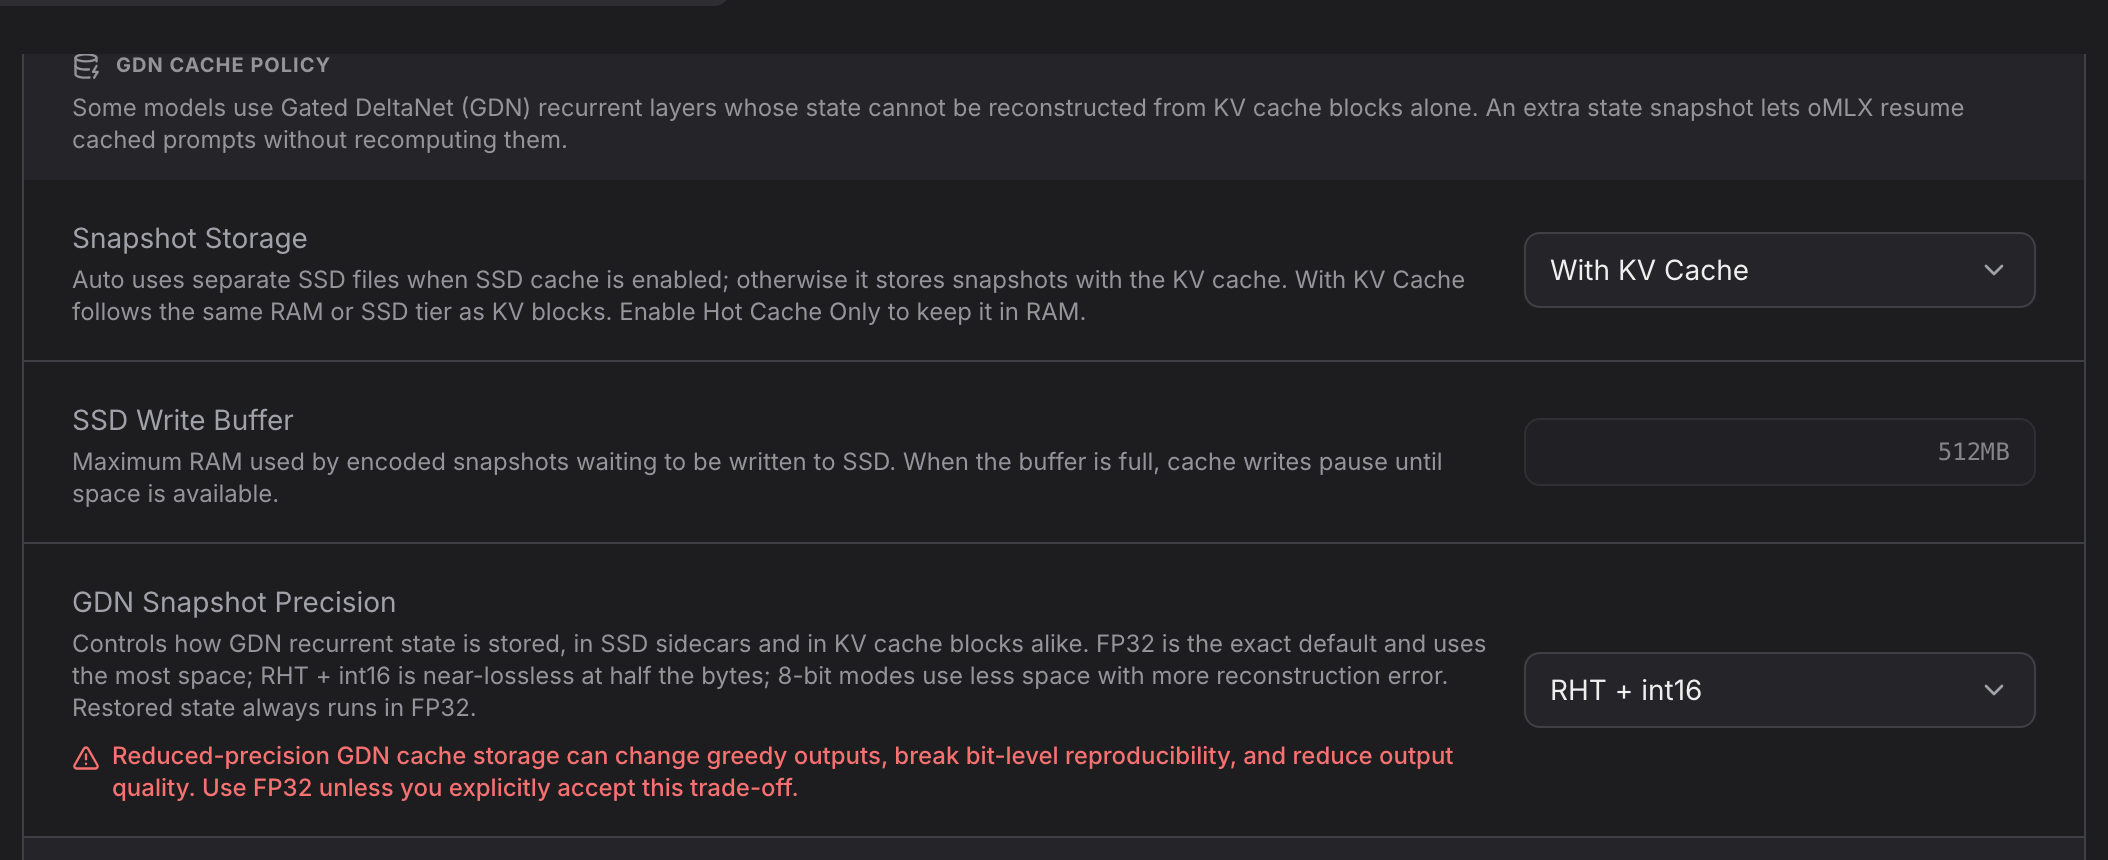 GDN CACHE POLICY
Some models use Gated DeltaNet (GDN) recurrent layers whose state cannot be reconstructed from KV cache blocks alone. An extra state snapshot lets oMLX resume
cached prompts without recomputing them.
Snapshot Storage
Auto uses separate SSD files when SSD cache is enabled; otherwise it stores snapshots with the KV cache. With KV Cache
follows the same RAM or SSD tier as KV blocks. Enable Hot Cache Only to keep it in RAM.
With KV Cache
SSD Write Buffer
Maximum RAM used by encoded snapshots waiting to be written to SSD. When the buffer is full, cache writes pause until
space is available.
512MB
GDN Snapshot Precision
Controls how GDN recurrent state is stored, in SSD sidecars and in KV cache blocks alike. FP32 is the exact default and uses
the most space; RHT + int16 is near-lossless at half the bytes; 8-bit modes use less space with more reconstruction error.
Restored state always runs in FP32.
RHT + int16
Reduced-precision GDN cache storage can change greedy outputs, break bit-level reproducibility, and reduce output
quality. Use FP32 unless you explicitly accept this trade-off.